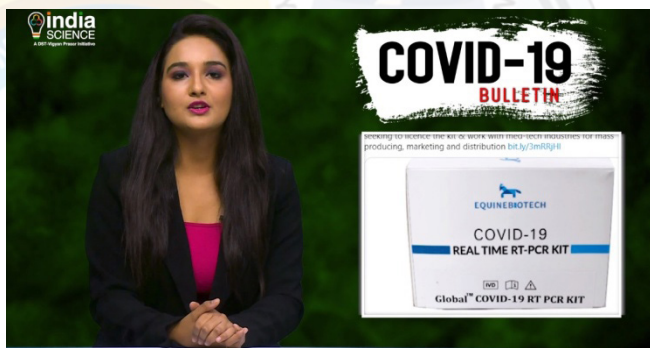 india
SCIENCE
A DST-Vigyan Prasar Initiative
COVID-19
BULLETIN
seeking to licence the kit & work with med-tech industries for mass
producing, marketing and distribution bit.ly/3mRRjHI
EQUINEBIOTECH
COVID-19
REAL TIME RT-PCR KIT
IVD
Global™ COVID-19 RT PCR KIT